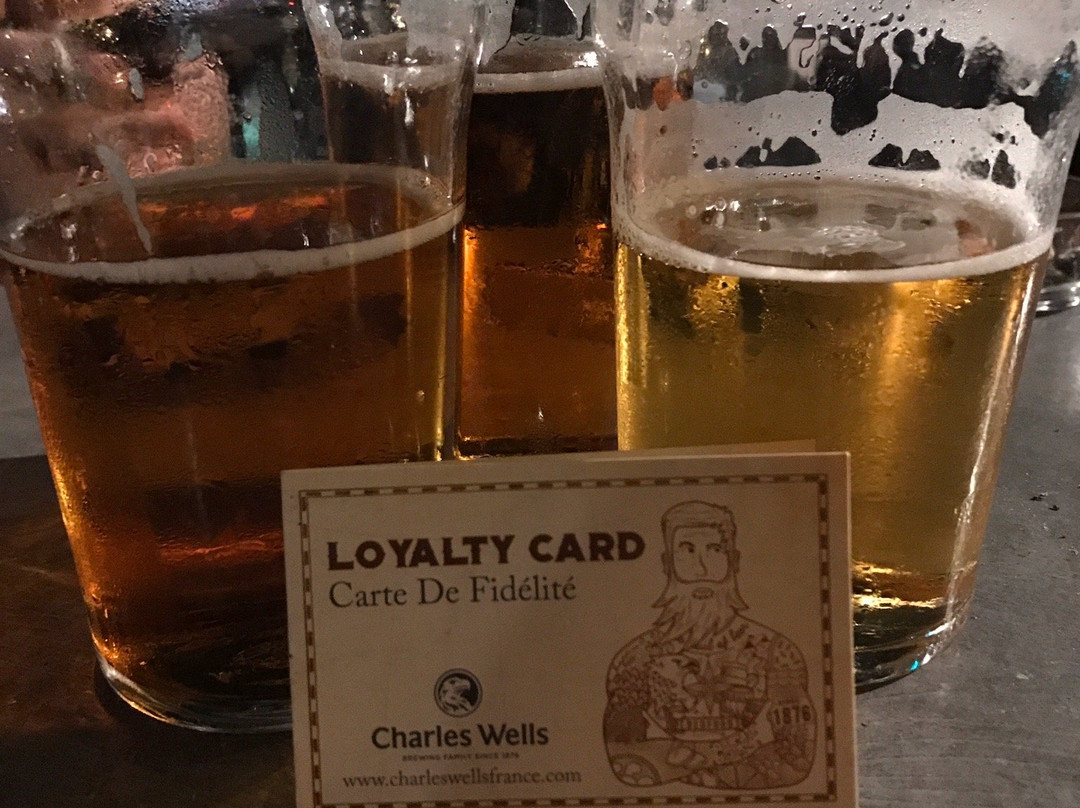 LOYALTY CARD
Carte De Fidélité
1876
Charles Wells
BREWING FAMILY SINCE 1876
www.charleswellsfrance.com